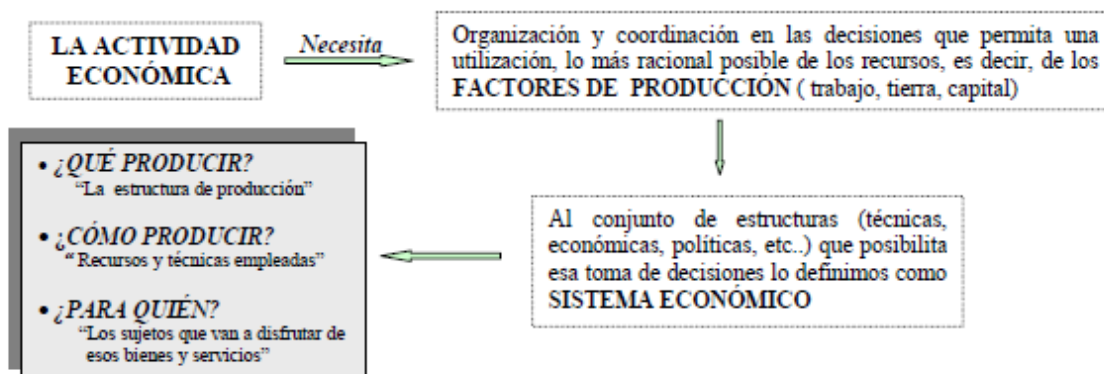 LA ACTIVIDAD
ECONÓMICA
Necesita
Organización y coordinación en las decisiones que permita una
utilización, lo más racional posible de los recursos, es decir, de los
FACTORES DE PRODUCCIÓN ( trabajo, tierra, capital)
Al conjunto de estructuras (técnicas,
económicas, políticas, etc..) que posibilita
esa toma de decisiones lo definimos como
SISTEMA ECONÓMICO
• ¿QUÉ PRODUCIR?
“La estructura de producción”
• ¿CÓMO PRODUCIR?
“ Recursos y técnicas empleadas”
• ¿PARA QUIÉN?
“Los sujetos que van a disfrutar de
esos bienes y servicios”